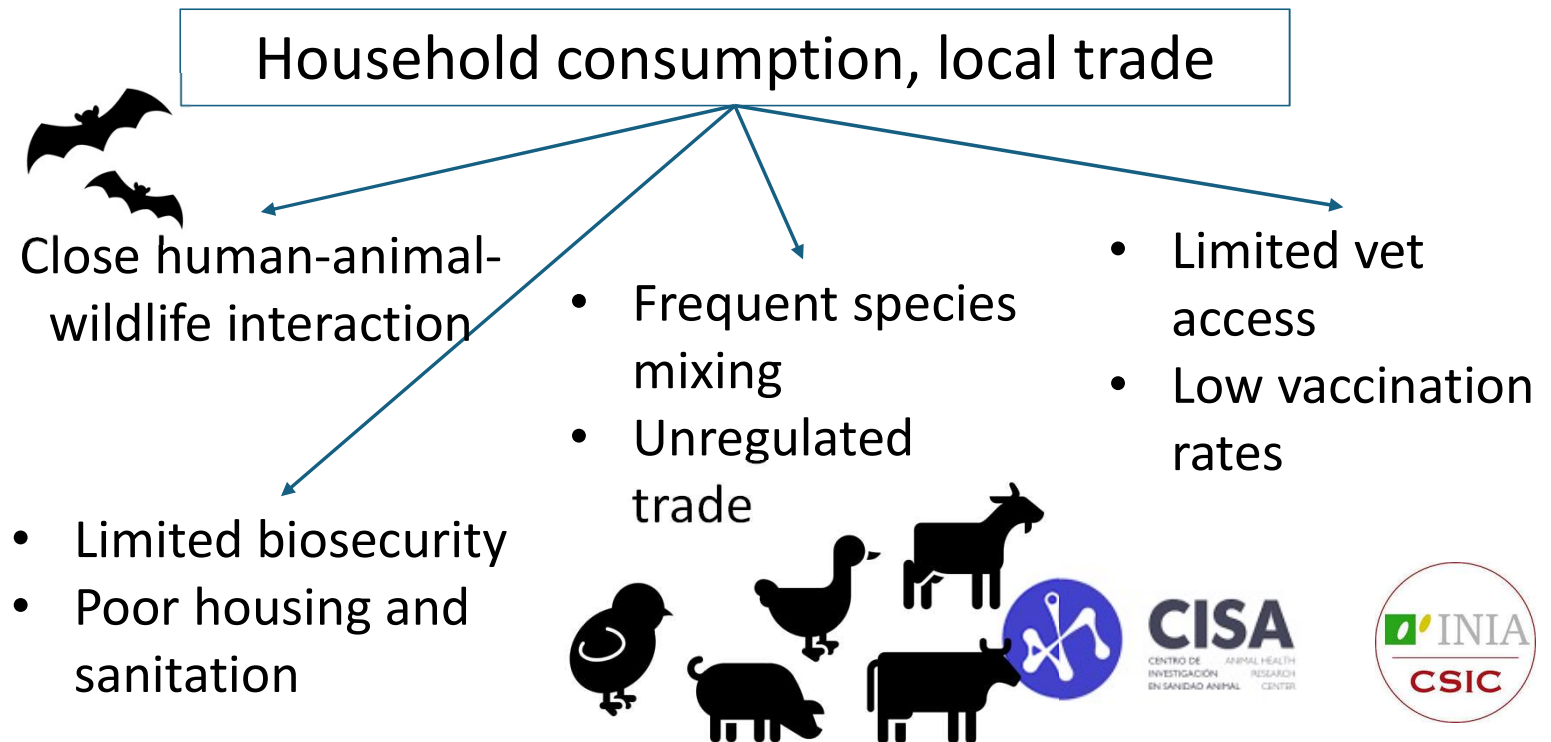 Household consumption, local trade
Close human-animal-
wildlife interaction
• Limited biosecurity
• Poor housing and
sanitation
• Frequent species
mixing
• Unregulated
trade
• Limited vet
access
• Low vaccination
rates
CISA
CENTRO DE
INVESTIGACIÓN
EN SANIDAD ANIMAL
ANIMAL HEALTH
RESEARCH
CENTER
INIA
CSIC